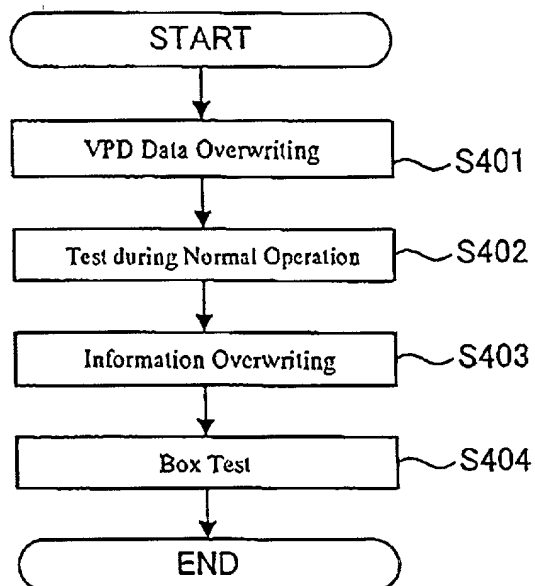 START
VPD Data Overwriting
S401
Test during Normal Operation
S402
Information Overwriting
S403
Box Test
S404
END